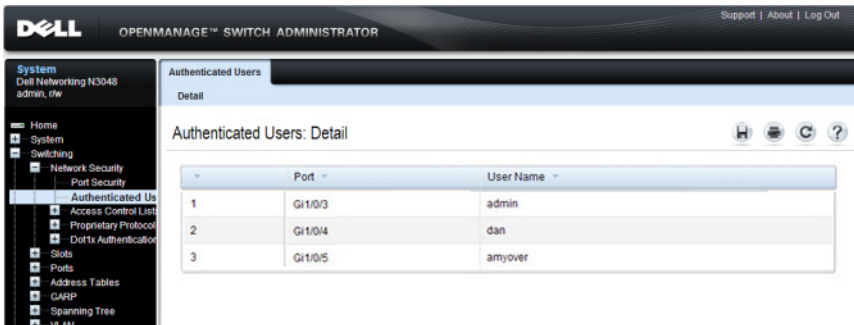 Support | About | Log Out
DELL OPENMANAGE™ SWITCH ADMINISTRATOR
System
Dell Networking N3048
admin, r/w
Home
System
Switching
Network Security
Port Security
Authenticated Us
Access Control List
Proprietary Protocol
Dot1x Authentication
Slots
Ports
Address Tables
GARP
Spanning Tree
VLAN
Authenticated Users
Detail
Authenticated Users: Detail
Port User Name
1 Gi1/0/3 admin
2 Gi1/0/4 dan
3 Gi1/0/5 amyover